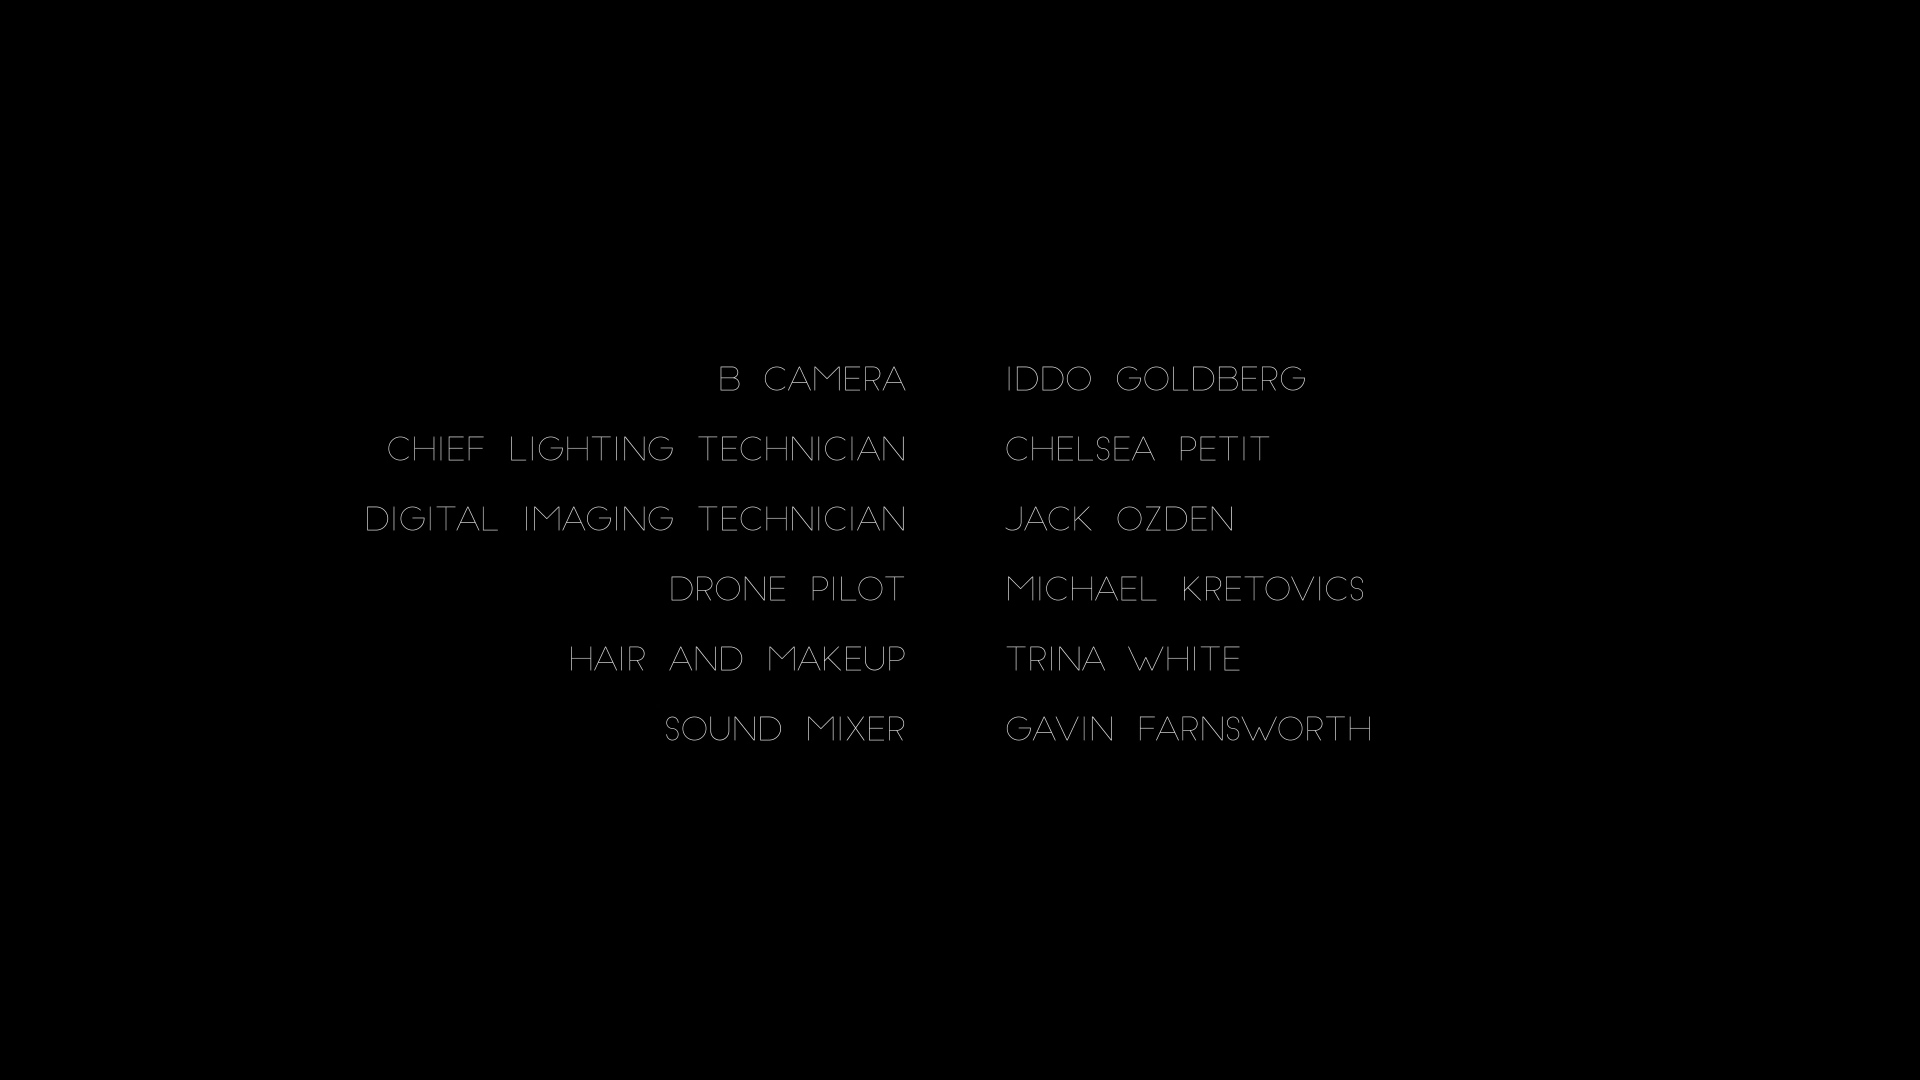 B CAMERA IDDO GOLDBERG
CHIEF LIGHTING TECHNICIAN CHELSEA PETIT
DIGITAL IMAGING TECHNICIAN JACK OZDEN
DRONE PILOT MICHAEL KRETOVICS
HAIR AND MAKEUP TRINA WHITE
SOUND MIXER GAVIN FARNSWORTH